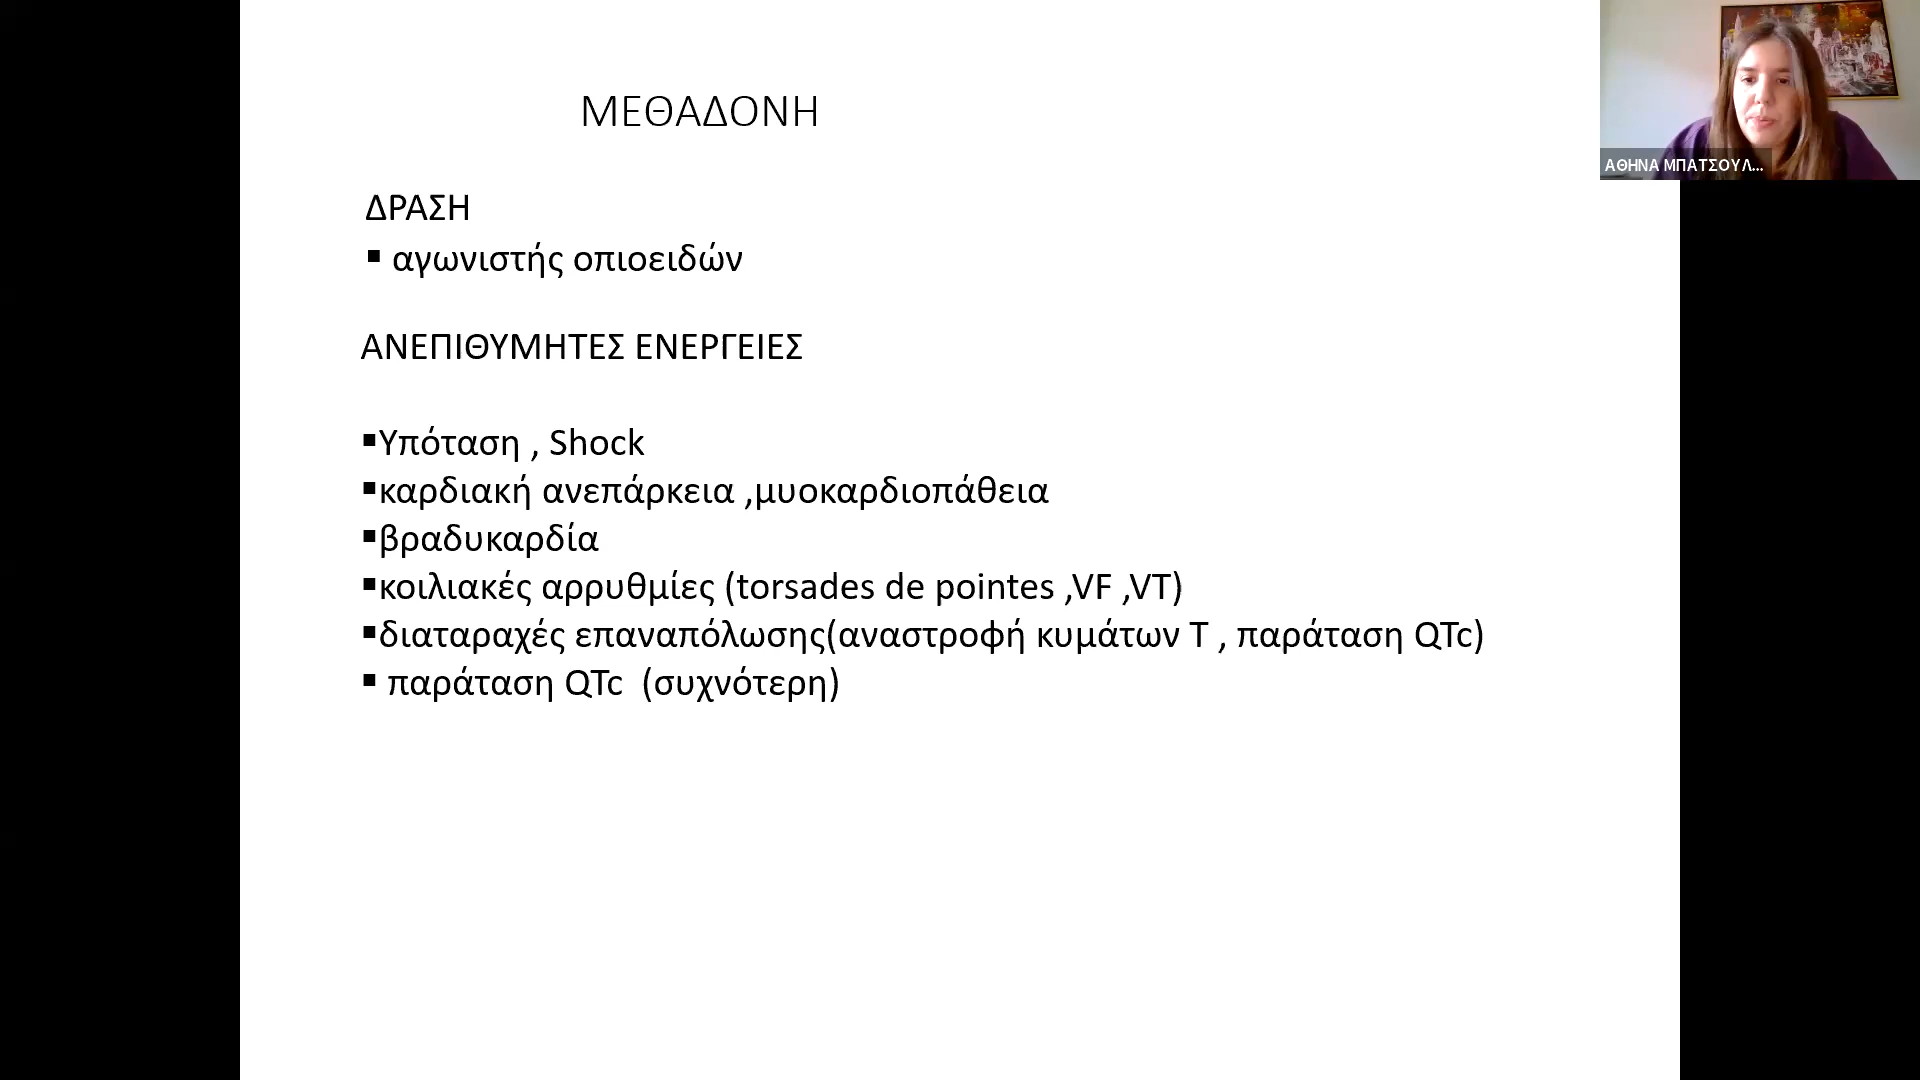 ΜΕΘΑΔΟΝΗ
ΑΘΗΝΑ ΜΠΑΤΣΟΥΛ...
ΔΡΑΣΗ
▪ αγωνιστής οπιοειδών
ΑΝΕΠΙΘΥΜΗΤΕΣ ΕΝΕΡΓΕΙΕΣ
▪Υπόταση , Shock
▪καρδιακή ανεπάρκεια ,μυοκαρδιοπάθεια
▪βραδυκαρδία
▪κοιλιακές αρρυθμίες (torsades de pointes ,VF ,VT)
▪διαταραχές επαναπόλωσης(αναστροφή κυμάτων Τ , παράταση QTc)
▪ παράταση QTc (συχνότερη)